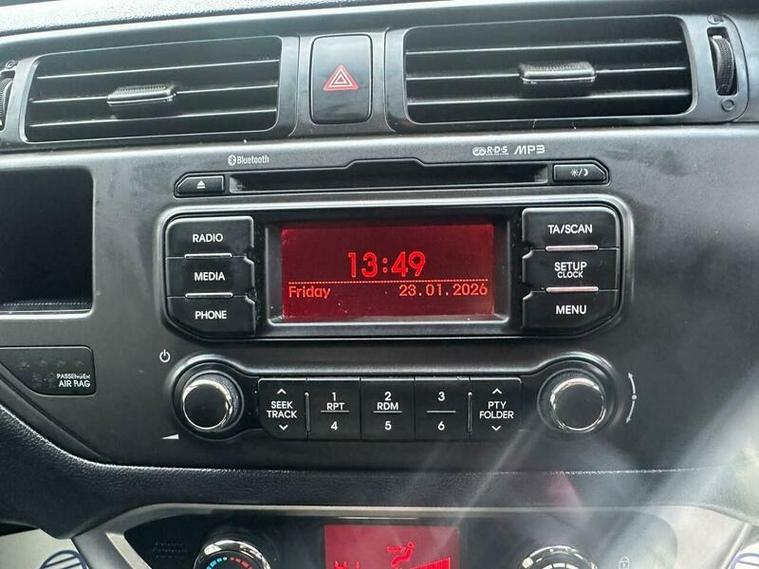 Bluetooth
R·D·S MP3
RADIO
MEDIA
PHONE
13:49
Friday 23.01.2026
TA/SCAN
SETUP
CLOCK
MENU
PASSENGER
AIR BAG
SEEK
TRACK
1
RPT
4
2
RDM
5
3
6
PTY
FOLDER